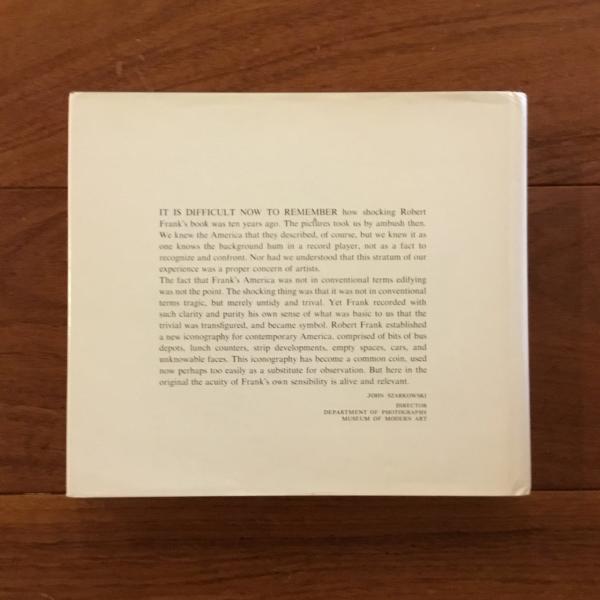 IT IS DIFFICULT NOW TO REMEMBER how shocking Robert
Frank's book was ten years ago. The pictures took us by ambush then.
We knew the America that they described, of course, but we knew it as
one knows the background hum in a record player, not as a fact to
recognize and confront. Nor had we understood that this stratum of our
experience was a proper concern of artists.
The fact that Frank's America was not in conventional terms edifying
was not the point. The shocking thing was that it was not in conventional
terms tragic, but merely untidy and trival. Yet Frank recorded with
such clarity and purity his own sense of what was basic to us that the
trivial was transfigured, and became symbol. Robert Frank established
a new iconography for contemporary America, comprised of bits of bus
depots, lunch counters, strip developments, empty spaces, cars, and
unknowable faces. This iconography has become a common coin, used
now perhaps too easily as a substitute for observation. But here in the
original the acuity of Frank's own sensibility is alive and relevant.
JOHN SZARKOWSKI
DIRECTOR
DEPARTMENT OF PHOTOGRAPHY
MUSEUM OF MODERN ART